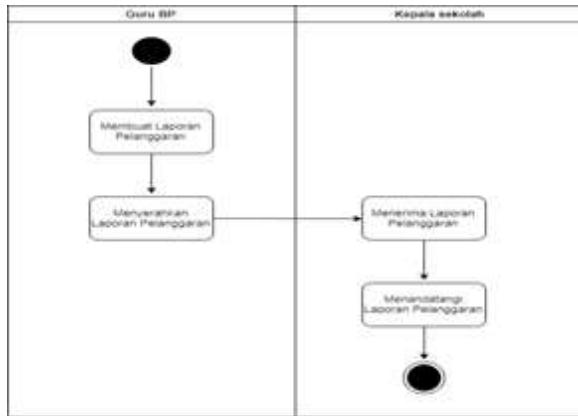 Guru BP
Kepala sekolah
Membuat Laporan
Pelanggaran
Menyerahkan
Laporan Pelanggaran
Menerima Laporan
Pelanggaran
Menandatangi
Laporan Pelanggaran